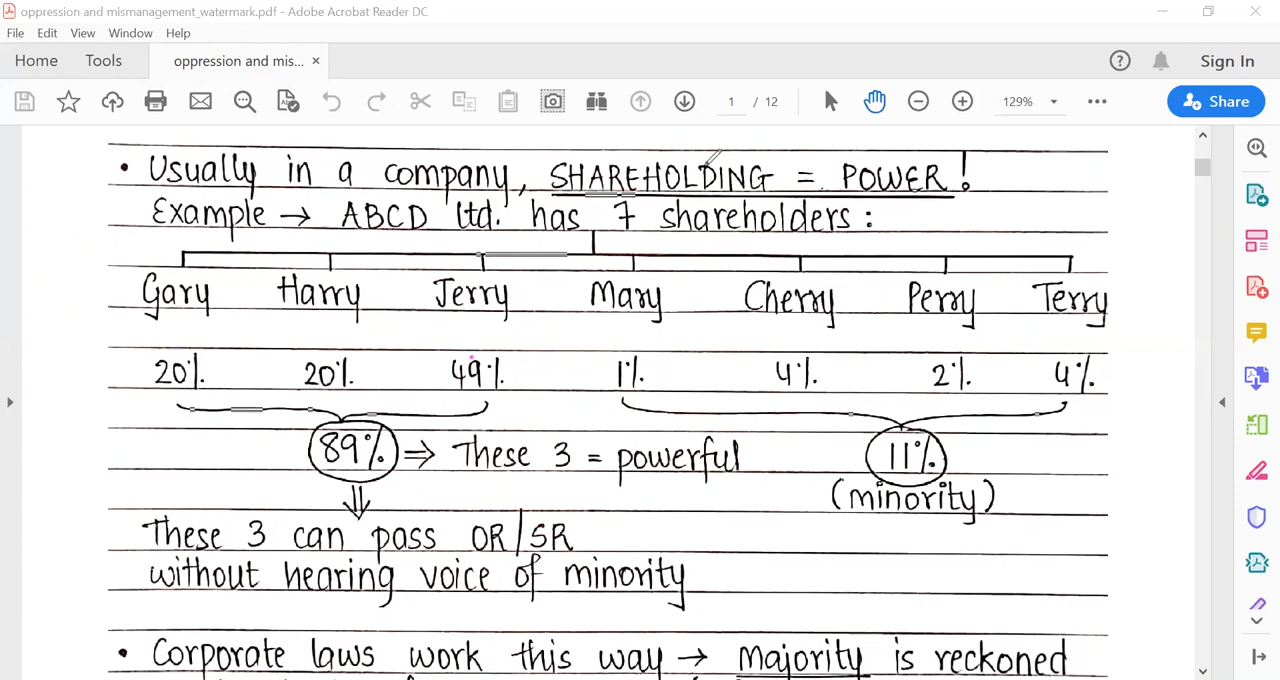 oppression and mismanagement_watermark.pdf - Adobe Acrobat Reader DC
File Edit View Window Help
Home Tools oppression and mis... × Sign In
1 / 12 129% Share
• Usually in a company, SHAREHOLDING = POWER!
Example → ABCD Ltd. has 7 shareholders:
Gary Harry Jerry Mary Cherry Perry Terry
20% 20% 49% 1% 4% 2% 4%
89% ⇒ These 3 = powerful 11%
(minority)
These 3 can pass OR/SR
without hearing voice of minority
• Corporate laws work this way → Majority is reckoned